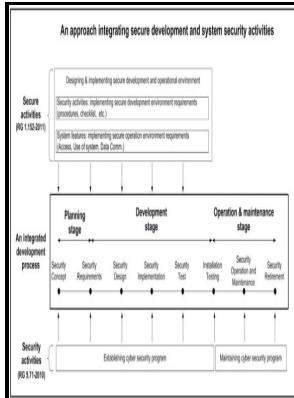 An approach integrating secure development and system security activities
Designing & implementing secure development and operational environment
Security activities: implementing secure development environment requirements
(procedures, checklist, etc.)
System features: implementing secure operation environment requirements
(Access, Use of system, Data Comm.)
Secure
activities
(RG 1.152-2011)
Planning
stage
Development
stage
Operation & maintenance
stage
An integrated
development
process
Security
Concept
Security
Requirements
Security
Design
Security
Implementation
Security
Test
Installation
Testing
Security
Operation and
Maintenance
Security
Retirement
Security
activities
(RG 5.71-2010)
Establishing cyber security program
Maintaining cyber security program